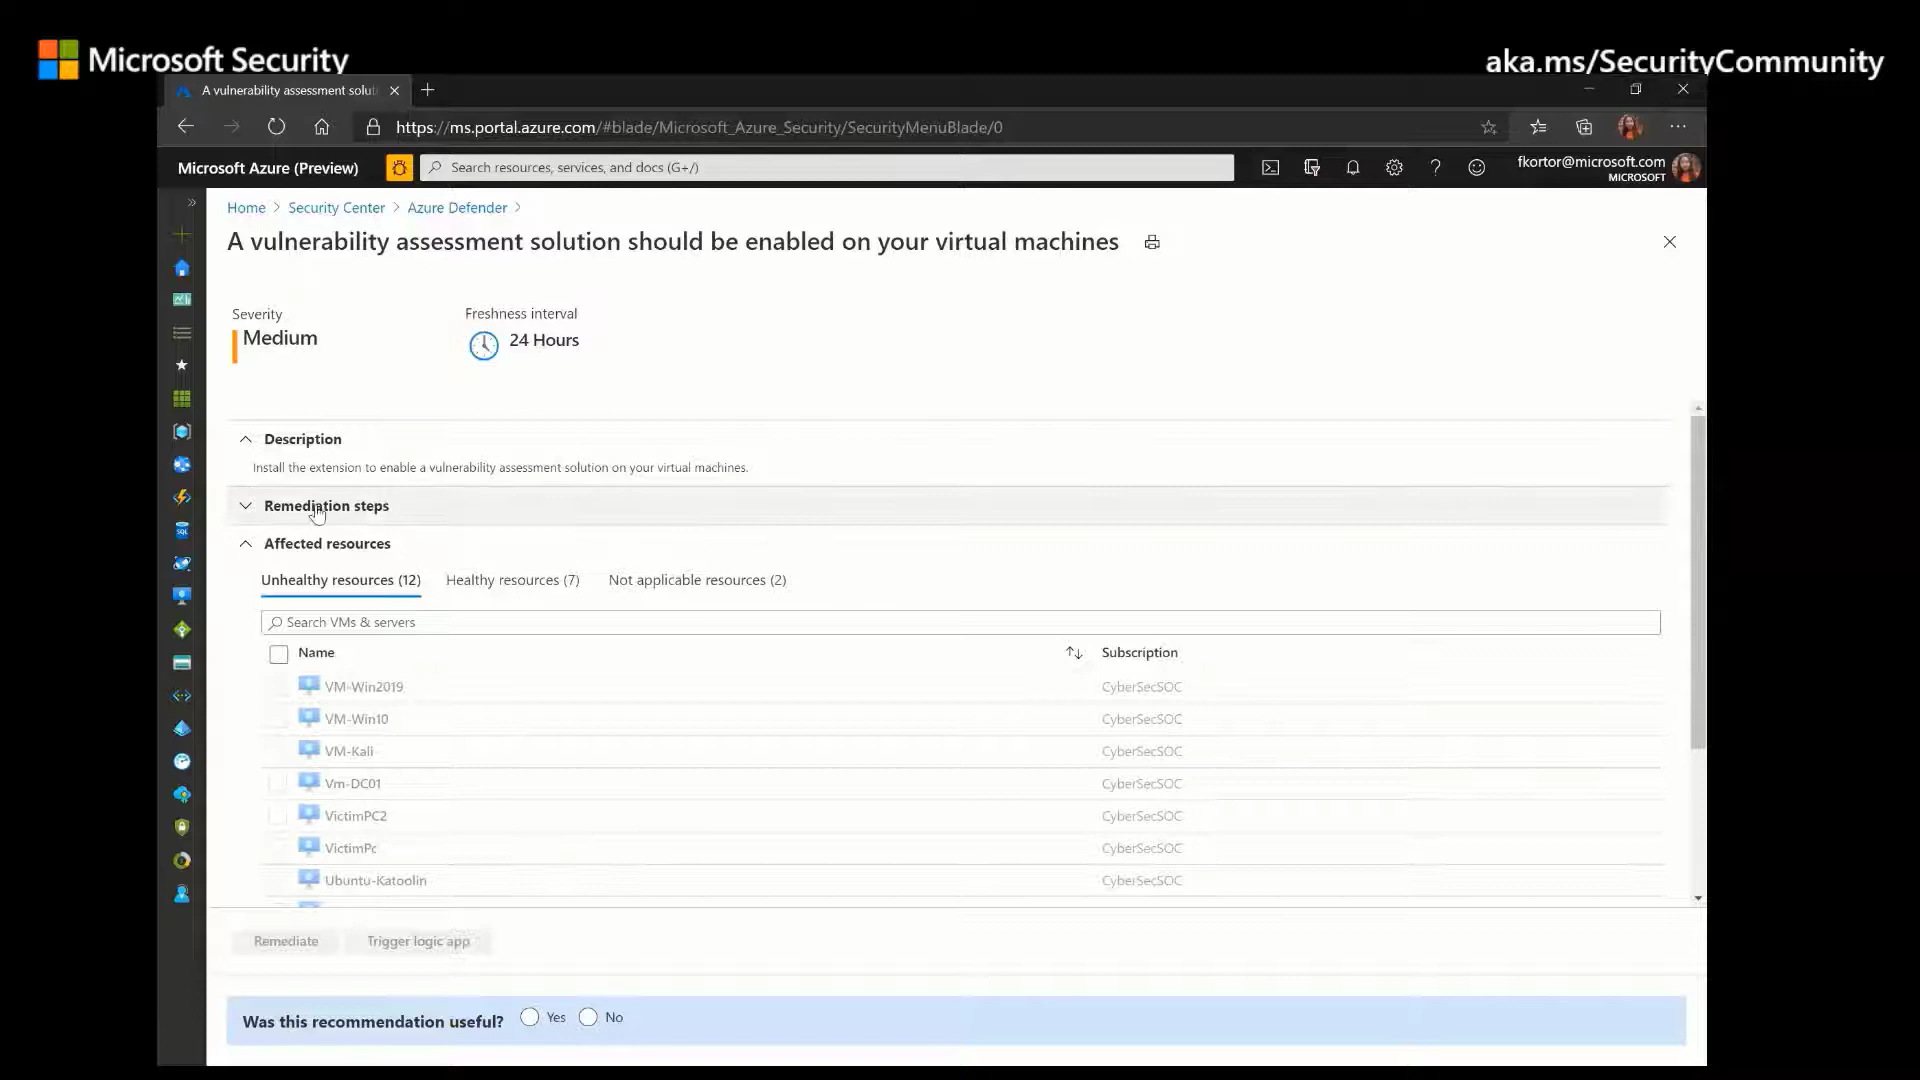 Microsoft Security
aka.ms/SecurityCommunity
A vulnerability assessment solut
https://ms.portal.azure.com/#blade/Microsoft_Azure_Security/SecurityMenuBlade/0
Microsoft Azure (Preview)
Search resources, services, and docs (G+/)
fkortor@microsoft.com
MICROSOFT
Home > Security Center > Azure Defender >
A vulnerability assessment solution should be enabled on your virtual machines
Severity
Medium
Freshness interval
24 Hours
Description
Install the extension to enable a vulnerability assessment solution on your virtual machines.
Remediation steps
Affected resources
Unhealthy resources (12) Healthy resources (7) Not applicable resources (2)
Search VMs & servers
Name Subscription
VM-Win2019 CyberSecSOC
VM-Win10 CyberSecSOC
VM-Kali CyberSecSOC
Vm-DC01 CyberSecSOC
VictimPC2 CyberSecSOC
VictimPc CyberSecSOC
Ubuntu-Katoolin CyberSecSOC
Remediate Trigger logic app
Was this recommendation useful? Yes No